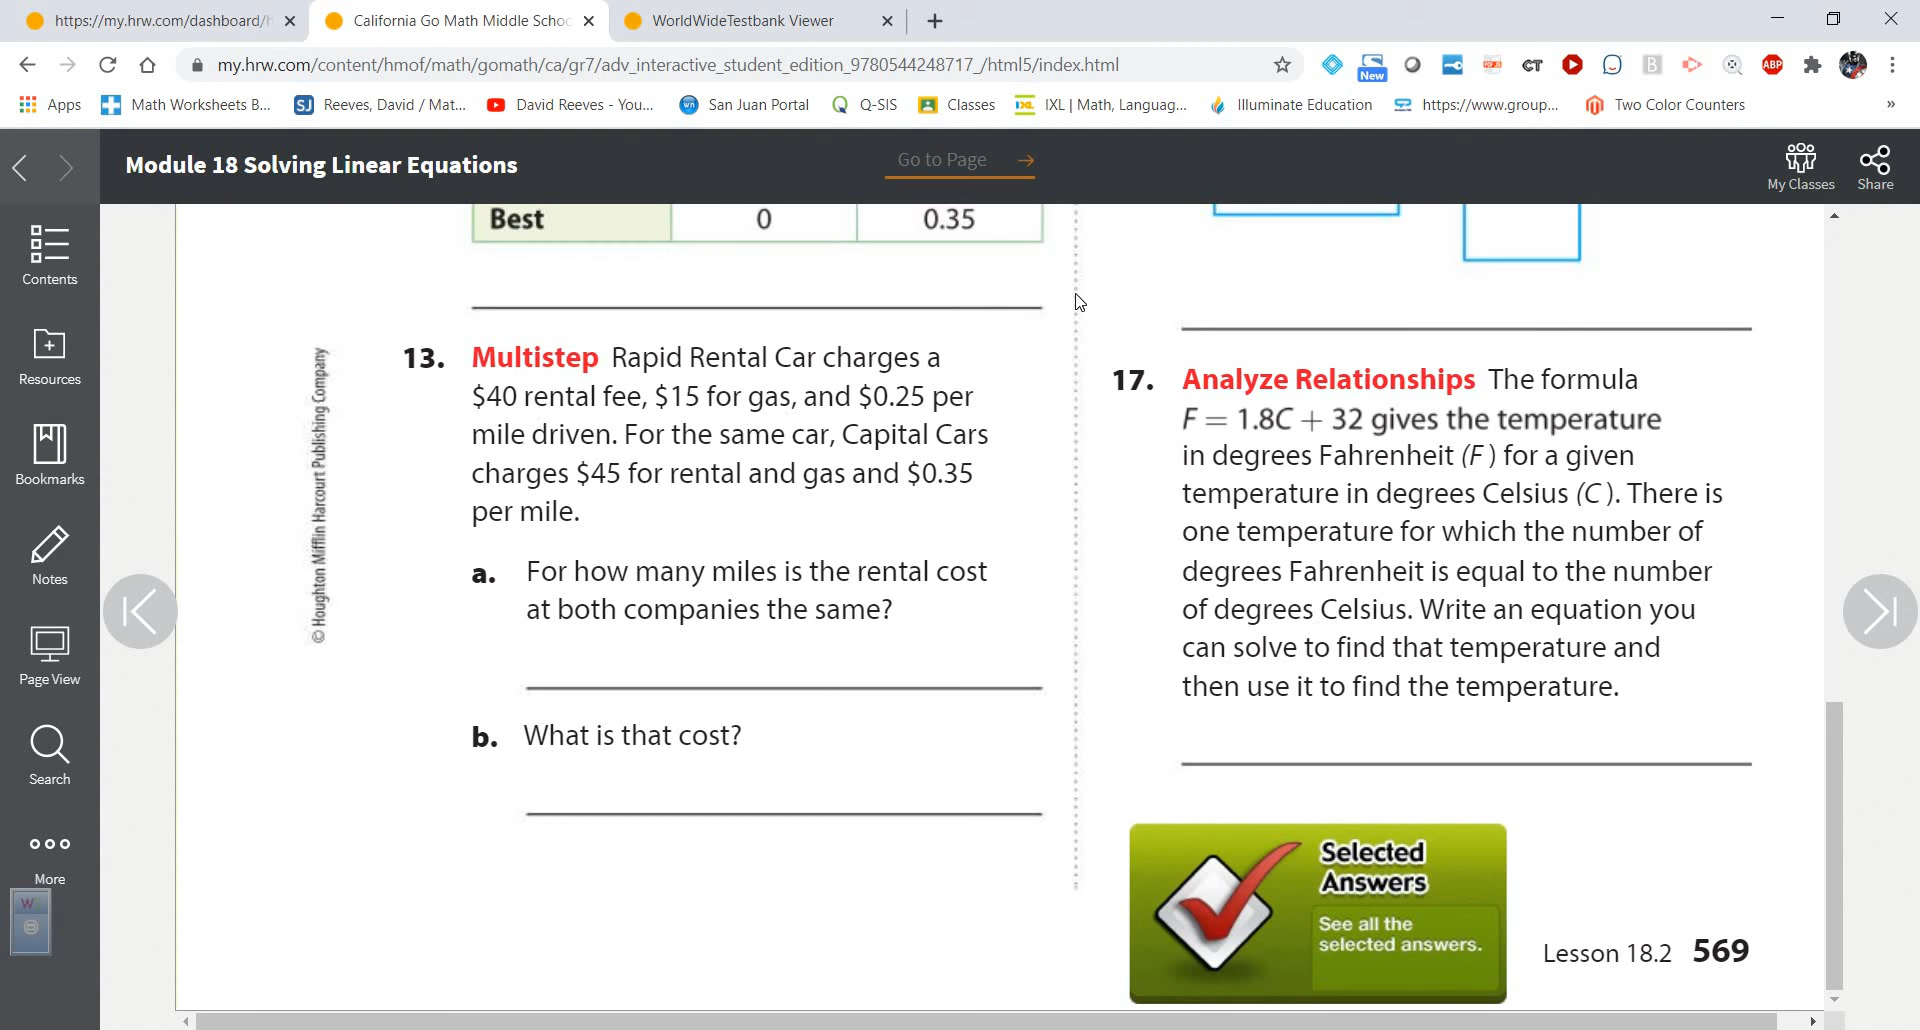 https://my.hrw.com/dashboard/
California Go Math Middle Schoo
WorldWideTestbank Viewer
my.hrw.com/content/hmof/math/gomath/ca/gr7/adv_interactive_student_edition_9780544248717_/html5/index.html
New
CT
B
ABP
Apps
Math Worksheets B...
SJ
Reeves, David / Mat...
David Reeves - You...
wn
San Juan Portal
Q-SIS
Classes
IXL
IXL | Math, Languag...
Illuminate Education
https://www.group...
Two Color Counters
»
Module 18 Solving Linear Equations
Go to Page →
My Classes
Share
Contents
Resources
Bookmarks
Notes
Page View
Search
More
W
Best 0 0.35
© Houghton Mifflin Harcourt Publishing Company
13. Multistep Rapid Rental Car charges a
$40 rental fee, $15 for gas, and $0.25 per
mile driven. For the same car, Capital Cars
charges $45 for rental and gas and $0.35
per mile.
a. For how many miles is the rental cost
at both companies the same?
b. What is that cost?
17. Analyze Relationships The formula
F = 1.8C + 32 gives the temperature
in degrees Fahrenheit (F) for a given
temperature in degrees Celsius (C). There is
one temperature for which the number of
degrees Fahrenheit is equal to the number
of degrees Celsius. Write an equation you
can solve to find that temperature and
then use it to find the temperature.
Selected
Answers
See all the
selected answers.
Lesson 18.2 569